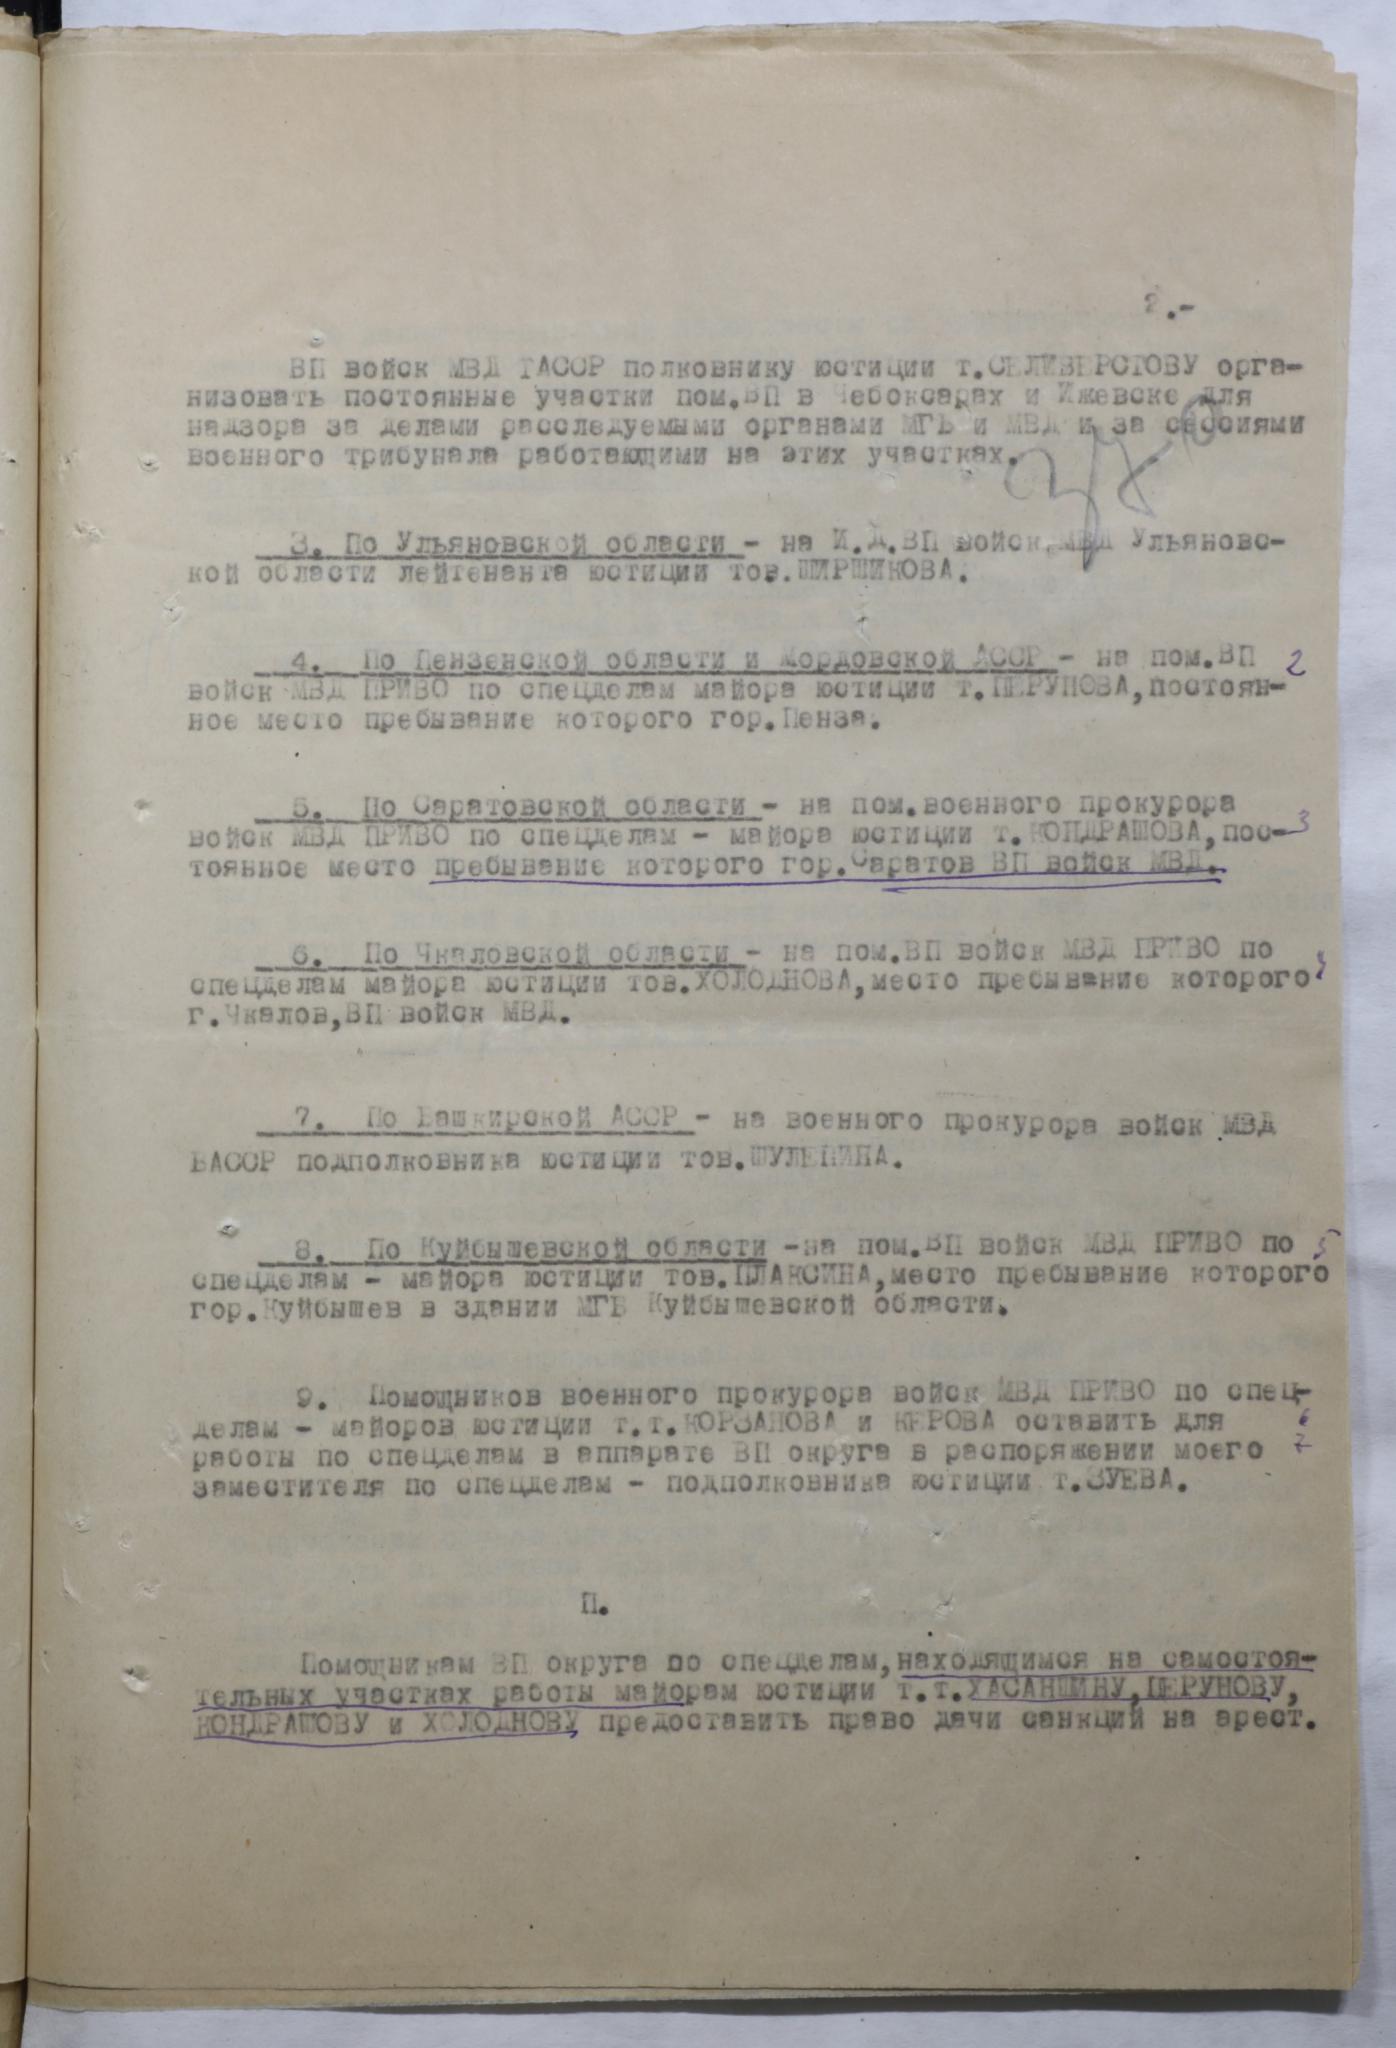 2.-
ВП войск МВД ТАССР полковнику юстиции т.СЕЛИВЕРСТОВУ орга-
низовать постоянные участки пом.ВП в Чебоксарах и Ижевске для
надзора за делами расследуемыми органами МГБ и МВД и за сессиями
военного трибунала работающими на этих участках.
3. По Ульяновской области - на И.Д.ВП войск МВД Ульяновс-
кой области лейтенанта юстиции тов.ШИРШИКОВА.
4. По Пензенской области и Мордовской АССР - на пом.ВП 2
войск МВД ПРИВО по спецделам майора юстиции т.ПЕРУНОВА,постоян-
ное место пребывание которого гор.Пенза.
5. По Саратовской области - на пом.военного прокурора
войск МВД ПРИВО по спецделам - майора юстиции т.КОНДРАШОВА,пос- 3
тоянное место пребывание которого гор.Саратов ВП войск МВД.
6. По Чкаловской области - на пом.ВП войск МВД ПРИВО по
спецделам майора юстиции тов.ХОЛОДНОВА,место пребывание которого 4
г.Чкалов,ВП войск МВД.
7. По Башкирской АССР - на военного прокурора войск МВД
БАССР подполковника юстиции тов.ШУЛЕПИНА.
8. По Куйбышевской области -на пом.ВП войск МВД ПРИВО по 5
спецделам - майора юстиции тов.ПЛАКСИНА,место пребывание которого
гор.Куйбышев в здании МГБ Куйбышевской области.
9. Помощников военного прокурора войск МВД ПРИВО по спец-
делам - майоров юстиции т.т.КОРЗАНОВА и КЕРОВА оставить для 6
работы по спецделам в аппарате ВП округа в распоряжении моего 7
заместителя по спецделам - подполковника юстиции т.ЗУЕВА.
П.
Помощникам ВП округа по спецделам,находящимся на самостоя-
тельных участках работы майорам юстиции т.т.ХАСАНШИНУ,ПЕРУНОВУ,
КОНДРАШОВУ и ХОЛОДНОВУ предоставить право дачи санкций на арест.